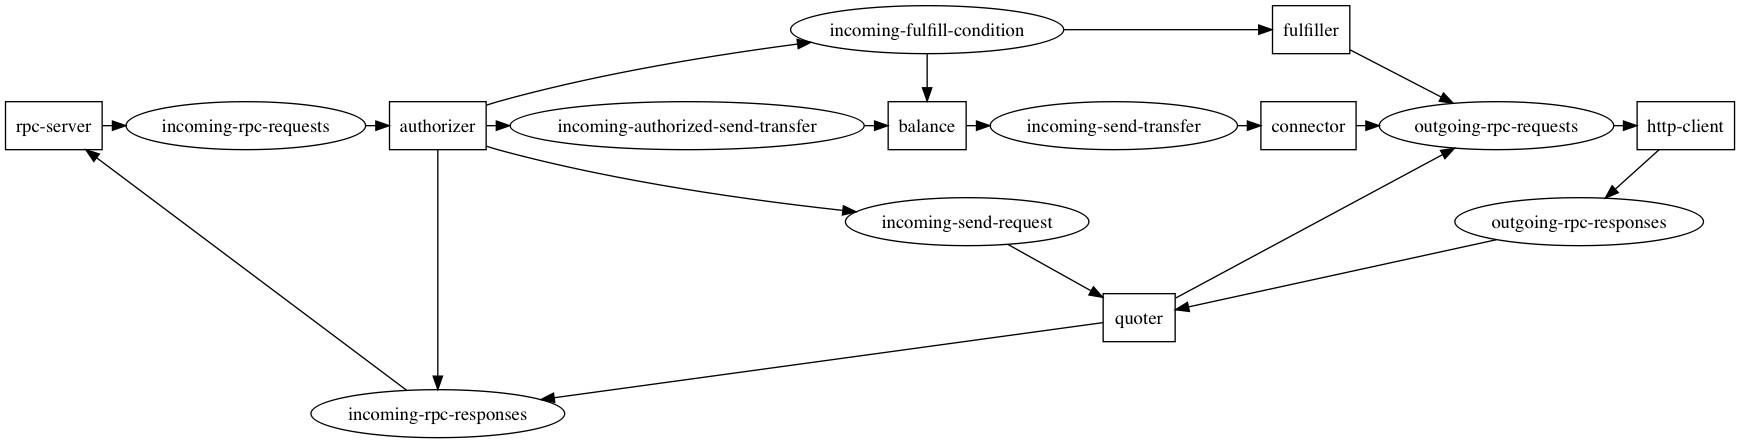 incoming-fulfill-condition
fulfiller
rpc-server
incoming-rpc-requests
authorizer
incoming-authorized-send-transfer
balance
incoming-send-transfer
connector
outgoing-rpc-requests
http-client
incoming-send-request
outgoing-rpc-responses
quoter
incoming-rpc-responses